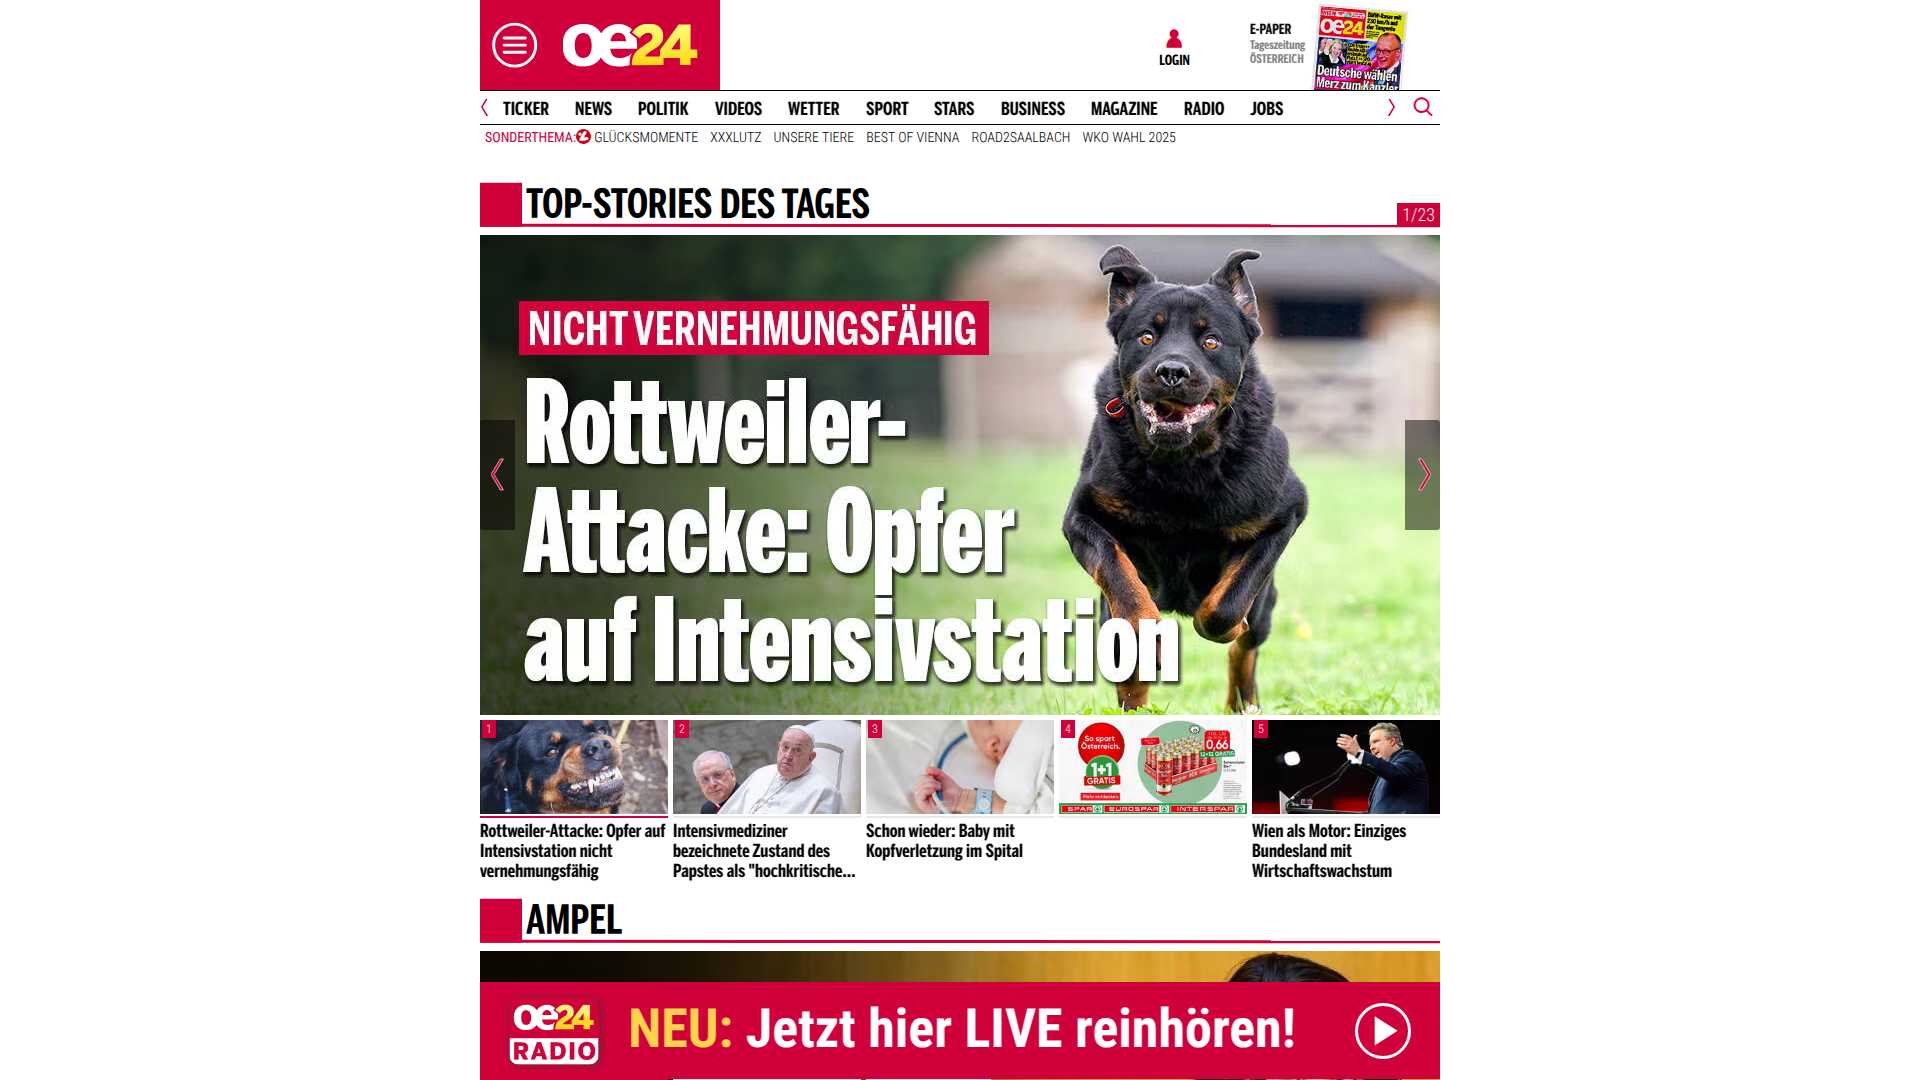 oe24
LOGIN
E-PAPER
Tageszeitung
ÖSTERREICH
oe24
Deutsche wählen
Merz zum Kanzler
TICKER NEWS POLITIK VIDEOS WETTER SPORT STARS BUSINESS MAGAZINE RADIO JOBS
SONDERTHEMA: GLÜCKSMOMENTE XXXLUTZ UNSERE TIERE BEST OF VIENNA ROAD2SAALBACH WKO WAHL 2025
TOP-STORIES DES TAGES
1/23
NICHT VERNEHMUNGSFÄHIG
Rottweiler-
Attacke: Opfer
auf Intensivstation
1
2
3
4
5
So spart
Österreich.
1+1
GRATIS
0,66
SPAR EUROSPAR INTERSPAR
Rottweiler-Attacke: Opfer auf
Intensivstation nicht
vernehmungsfähig
Intensivmediziner
bezeichnete Zustand des
Papstes als "hochkritische...
Schon wieder: Baby mit
Kopfverletzung im Spital
Wien als Motor: Einziges
Bundesland mit
Wirtschaftswachstum
AMPEL
oe24
RADIO
NEU: Jetzt hier LIVE reinhören!